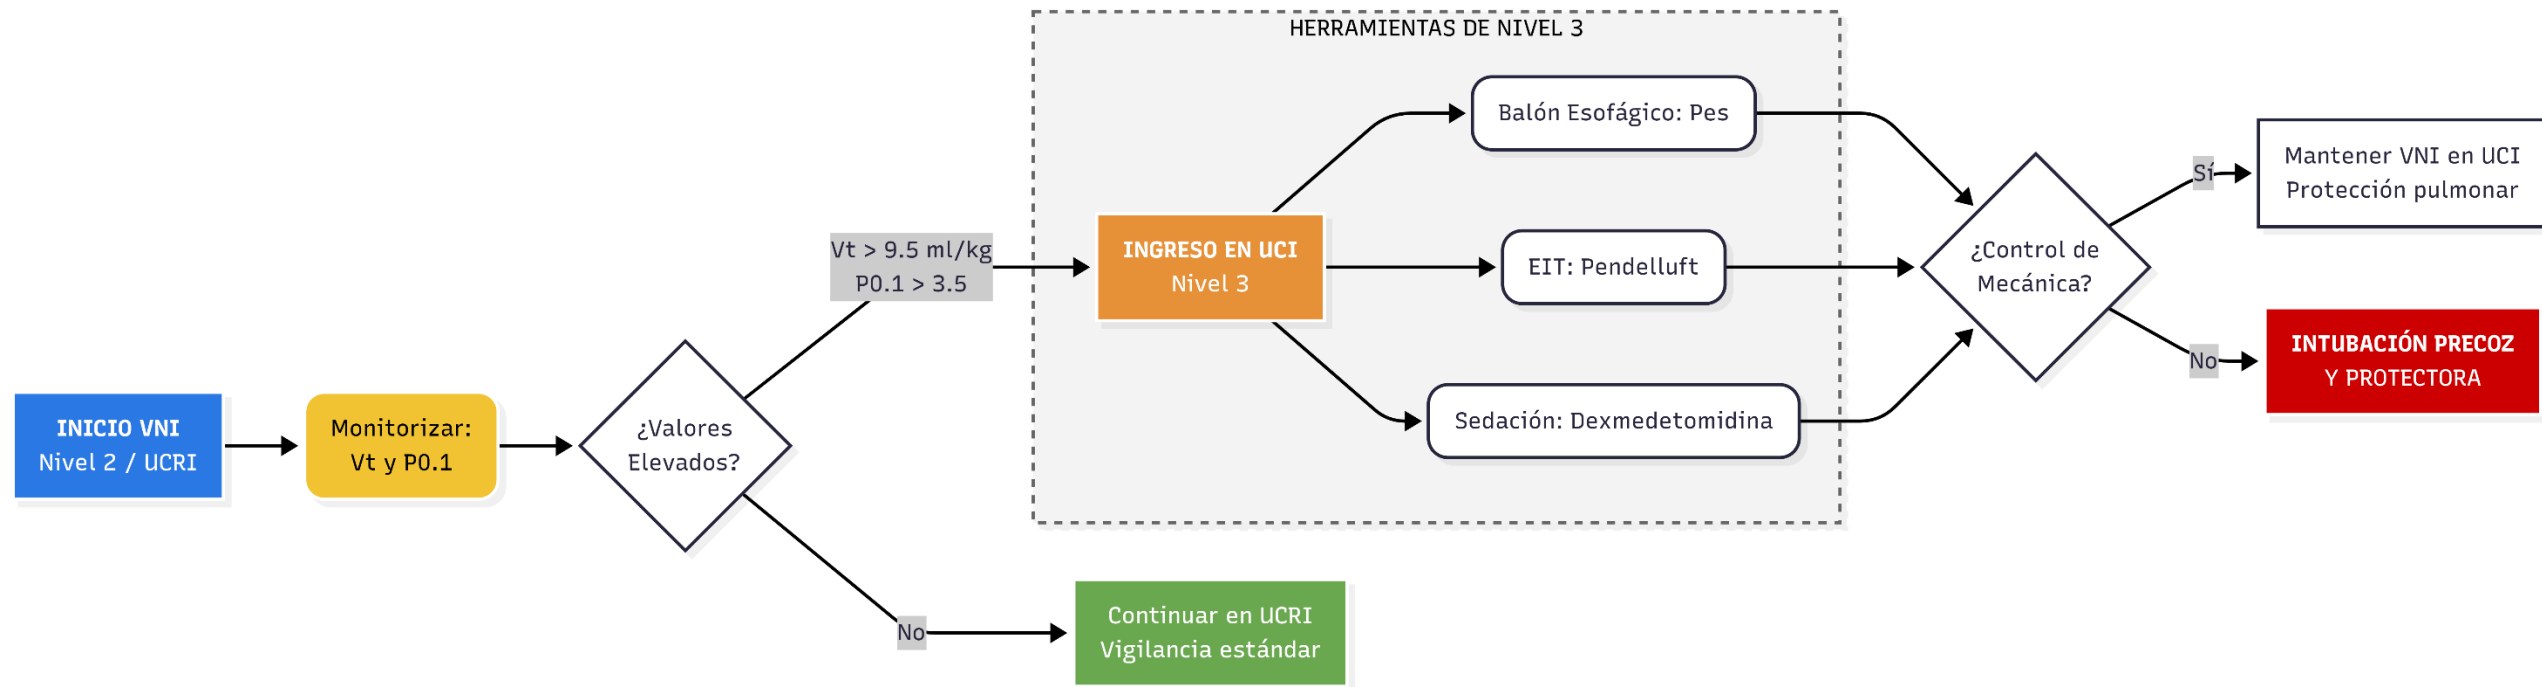 HERRAMIENTAS DE NIVEL 3
INICIO VNI
Nivel 2 / UCRI
Monitorizar:
Vt y P0.1
¿Valores
Elevados?
Vt > 9.5 ml/kg
P0.1 > 3.5
No
Continuar en UCRI
Vigilancia estándar
INGRESO EN UCI
Nivel 3
Balón Esofágico: Pes
EIT: Pendelluft
Sedación: Dexmedetomidina
¿Control de
Mecánica?
Sí
Mantener VNI en UCI
Protección pulmonar
No
INTUBACIÓN PRECOZ
Y PROTECTORA